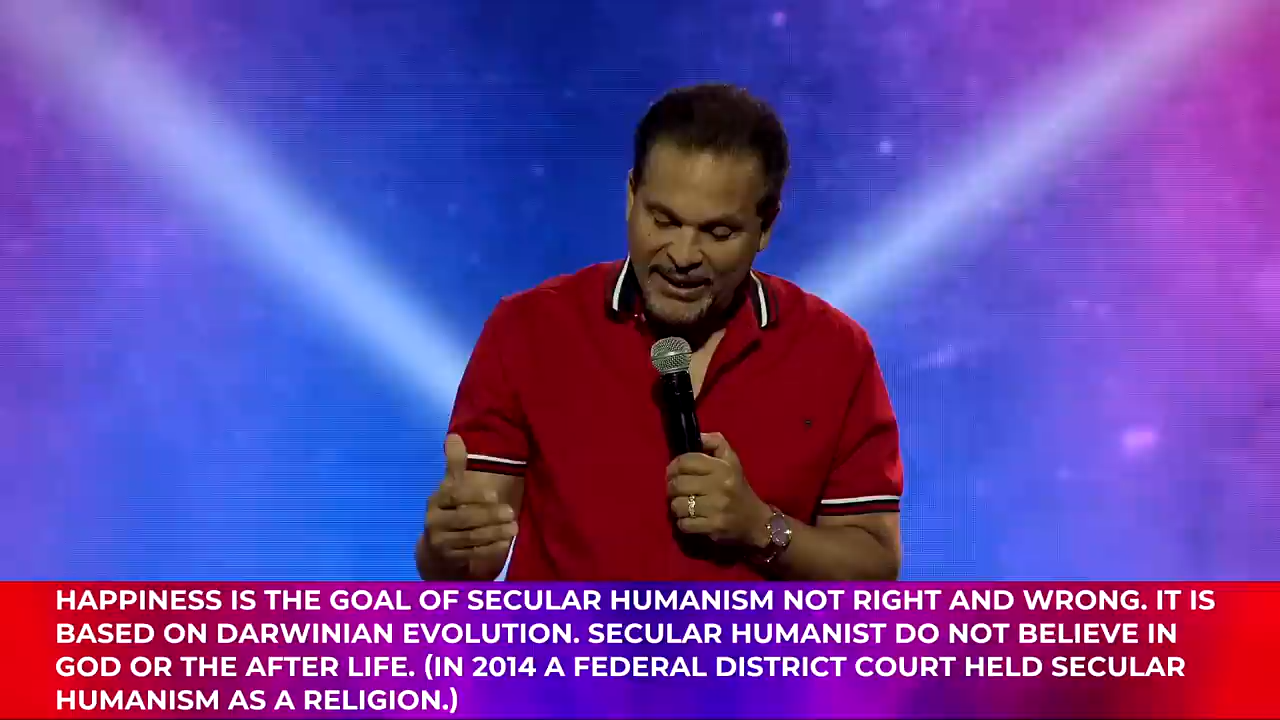 HAPPINESS IS THE GOAL OF SECULAR HUMANISM NOT RIGHT AND WRONG. IT IS
BASED ON DARWINIAN EVOLUTION. SECULAR HUMANIST DO NOT BELIEVE IN
GOD OR THE AFTER LIFE. (IN 2014 A FEDERAL DISTRICT COURT HELD SECULAR
HUMANISM AS A RELIGION.)